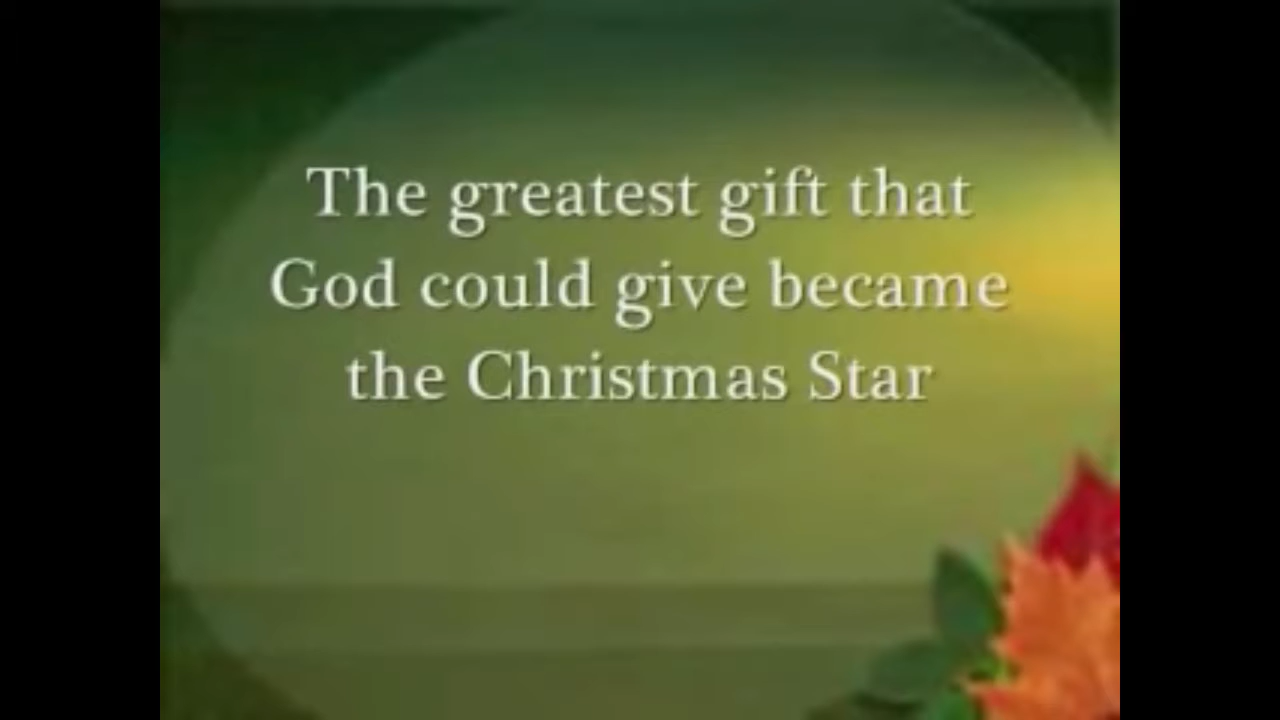 The greatest gift that
God could give became
the Christmas Star